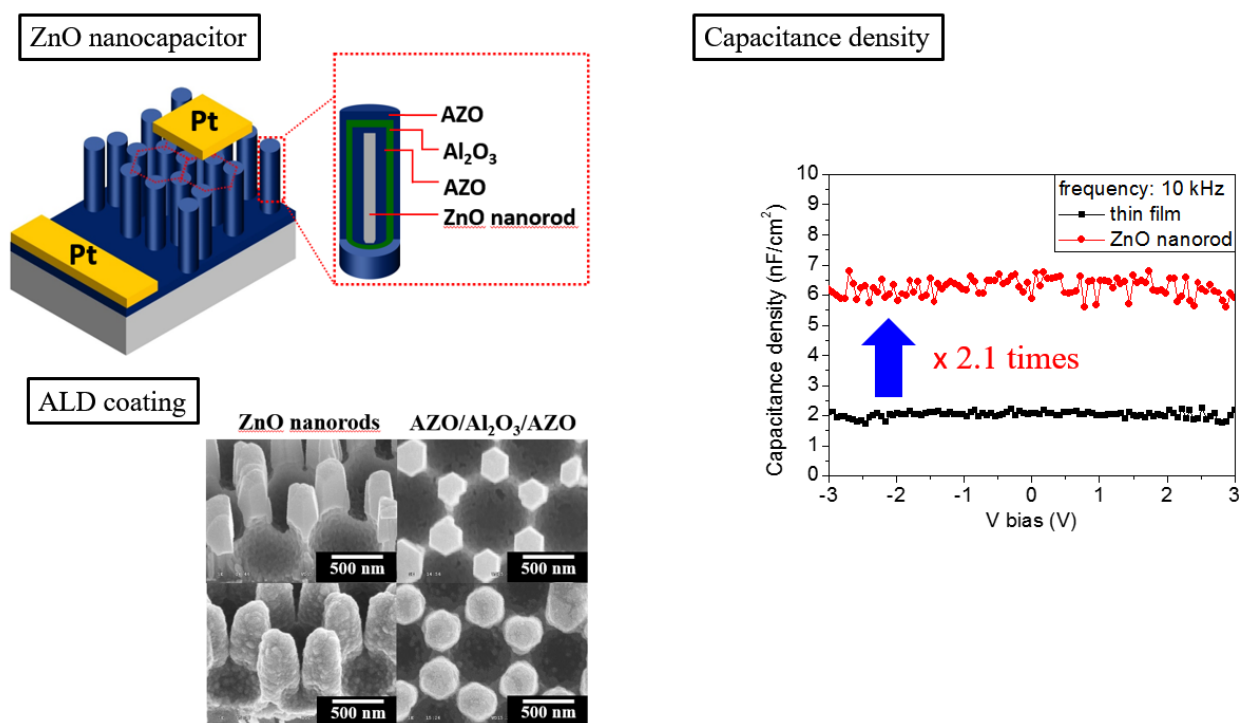 ZnO nanocapacitor
Pt
Pt
AZO
Al₂O₃
AZO
ZnO nanorod
ALD coating
ZnO nanorods
AZO/Al₂O₃/AZO
500 nm
500 nm
500 nm
500 nm
Capacitance density
Capacitance density (nF/cm²)
10
9
8
7
6
5
4
3
2
1
0
frequency: 10 kHz
thin film
ZnO nanorod
x 2.1 times
-3 -2 -1 0 1 2 3
V bias (V)